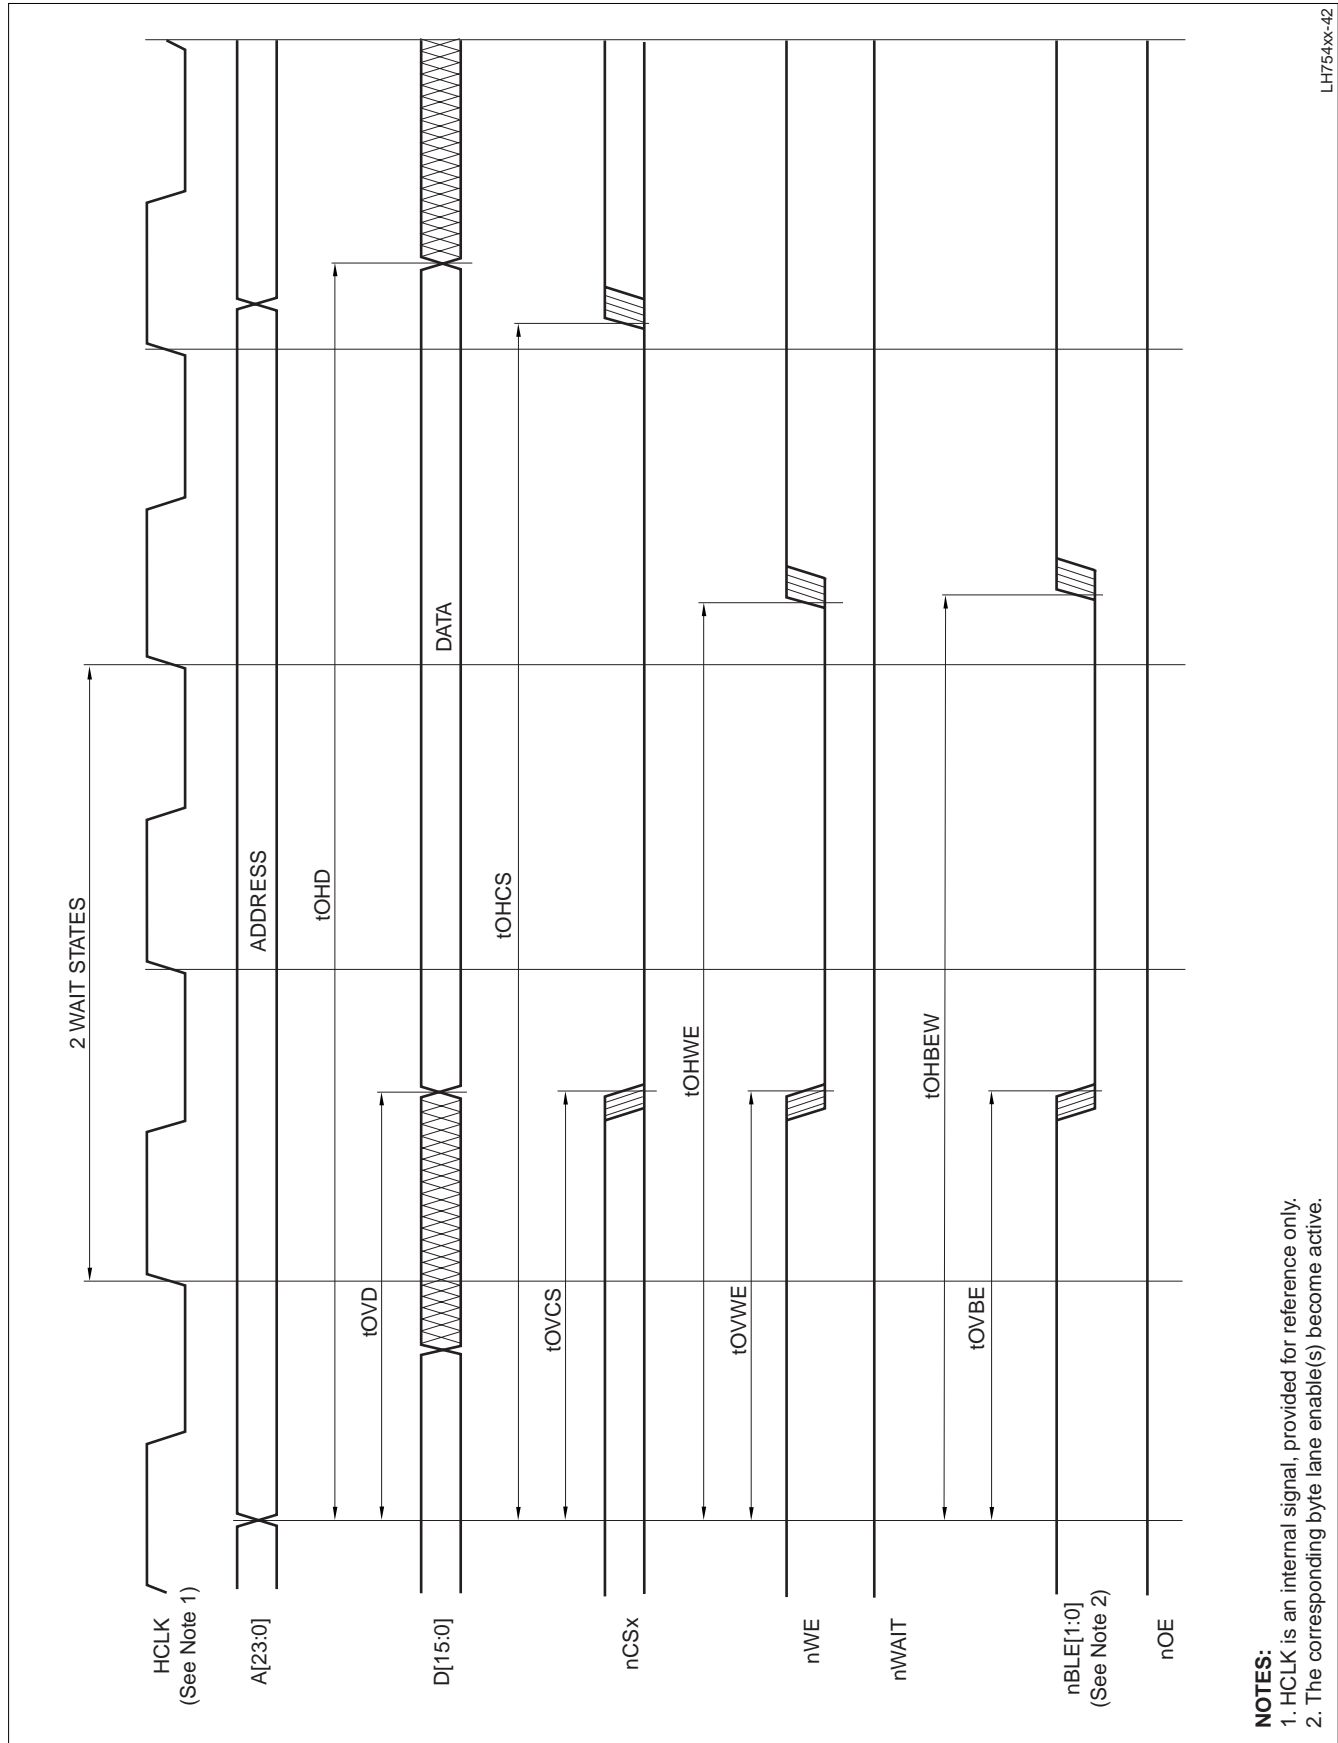 2 WAIT STATES
HCLK
(See Note 1)
A[23:0]
ADDRESS
tOHD
tOVD
D[15:0]
DATA
tOHCS
tOVCS
nCSx
tOHWE
tOVWE
nWE
nWAIT
tOHBEW
tOVBE
nBLE[1:0]
(See Note 2)
nOE
NOTES:
1. HCLK is an internal signal, provided for reference only.
2. The corresponding byte lane enable(s) become active.
LH754xx-42